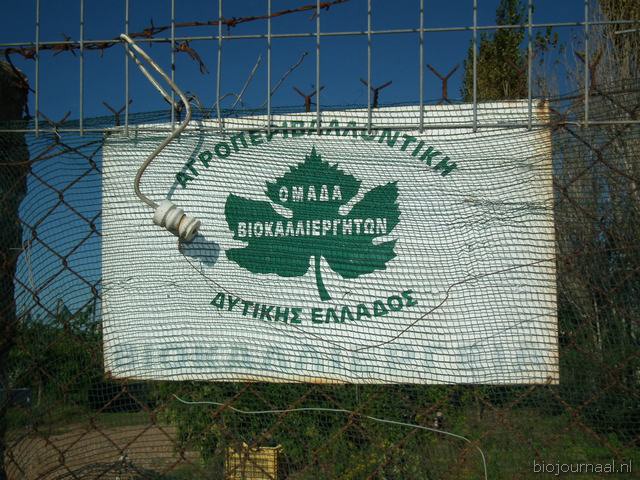 ΑΓΡΟΠΕΡΙΒΑΛΛΟΝΤΙΚΗ
ΟΜΑΔΑ
ΒΙΟΚΑΛΛΙΕΡΓΗΤΩΝ
ΔΥΤΙΚΗΣ ΕΛΛΑΔΟΣ
biojournaal.nl